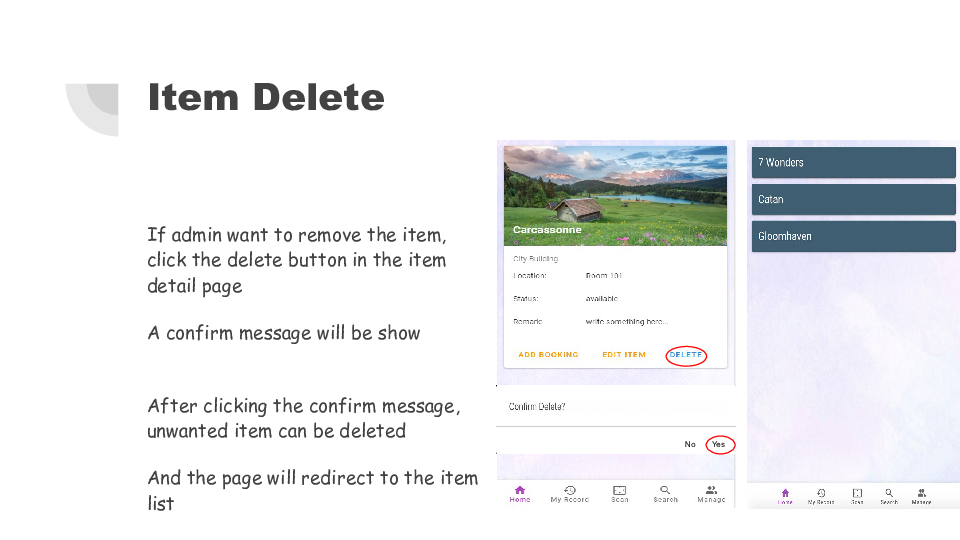 Item Delete
If admin want to remove the item,
click the delete button in the item
detail page
A confirm message will be show
After clicking the confirm message,
unwanted item can be deleted
And the page will redirect to the item
list
Carcassonne
City Building
Location: Room 101
Status: available
Remark: write something here...
ADD BOOKING EDIT ITEM DELETE
Confirm Delete?
No Yes
Home My Record Scan Search Manage
7 Wonders
Catan
Gloomhaven
Home My Record Scan Search Manage